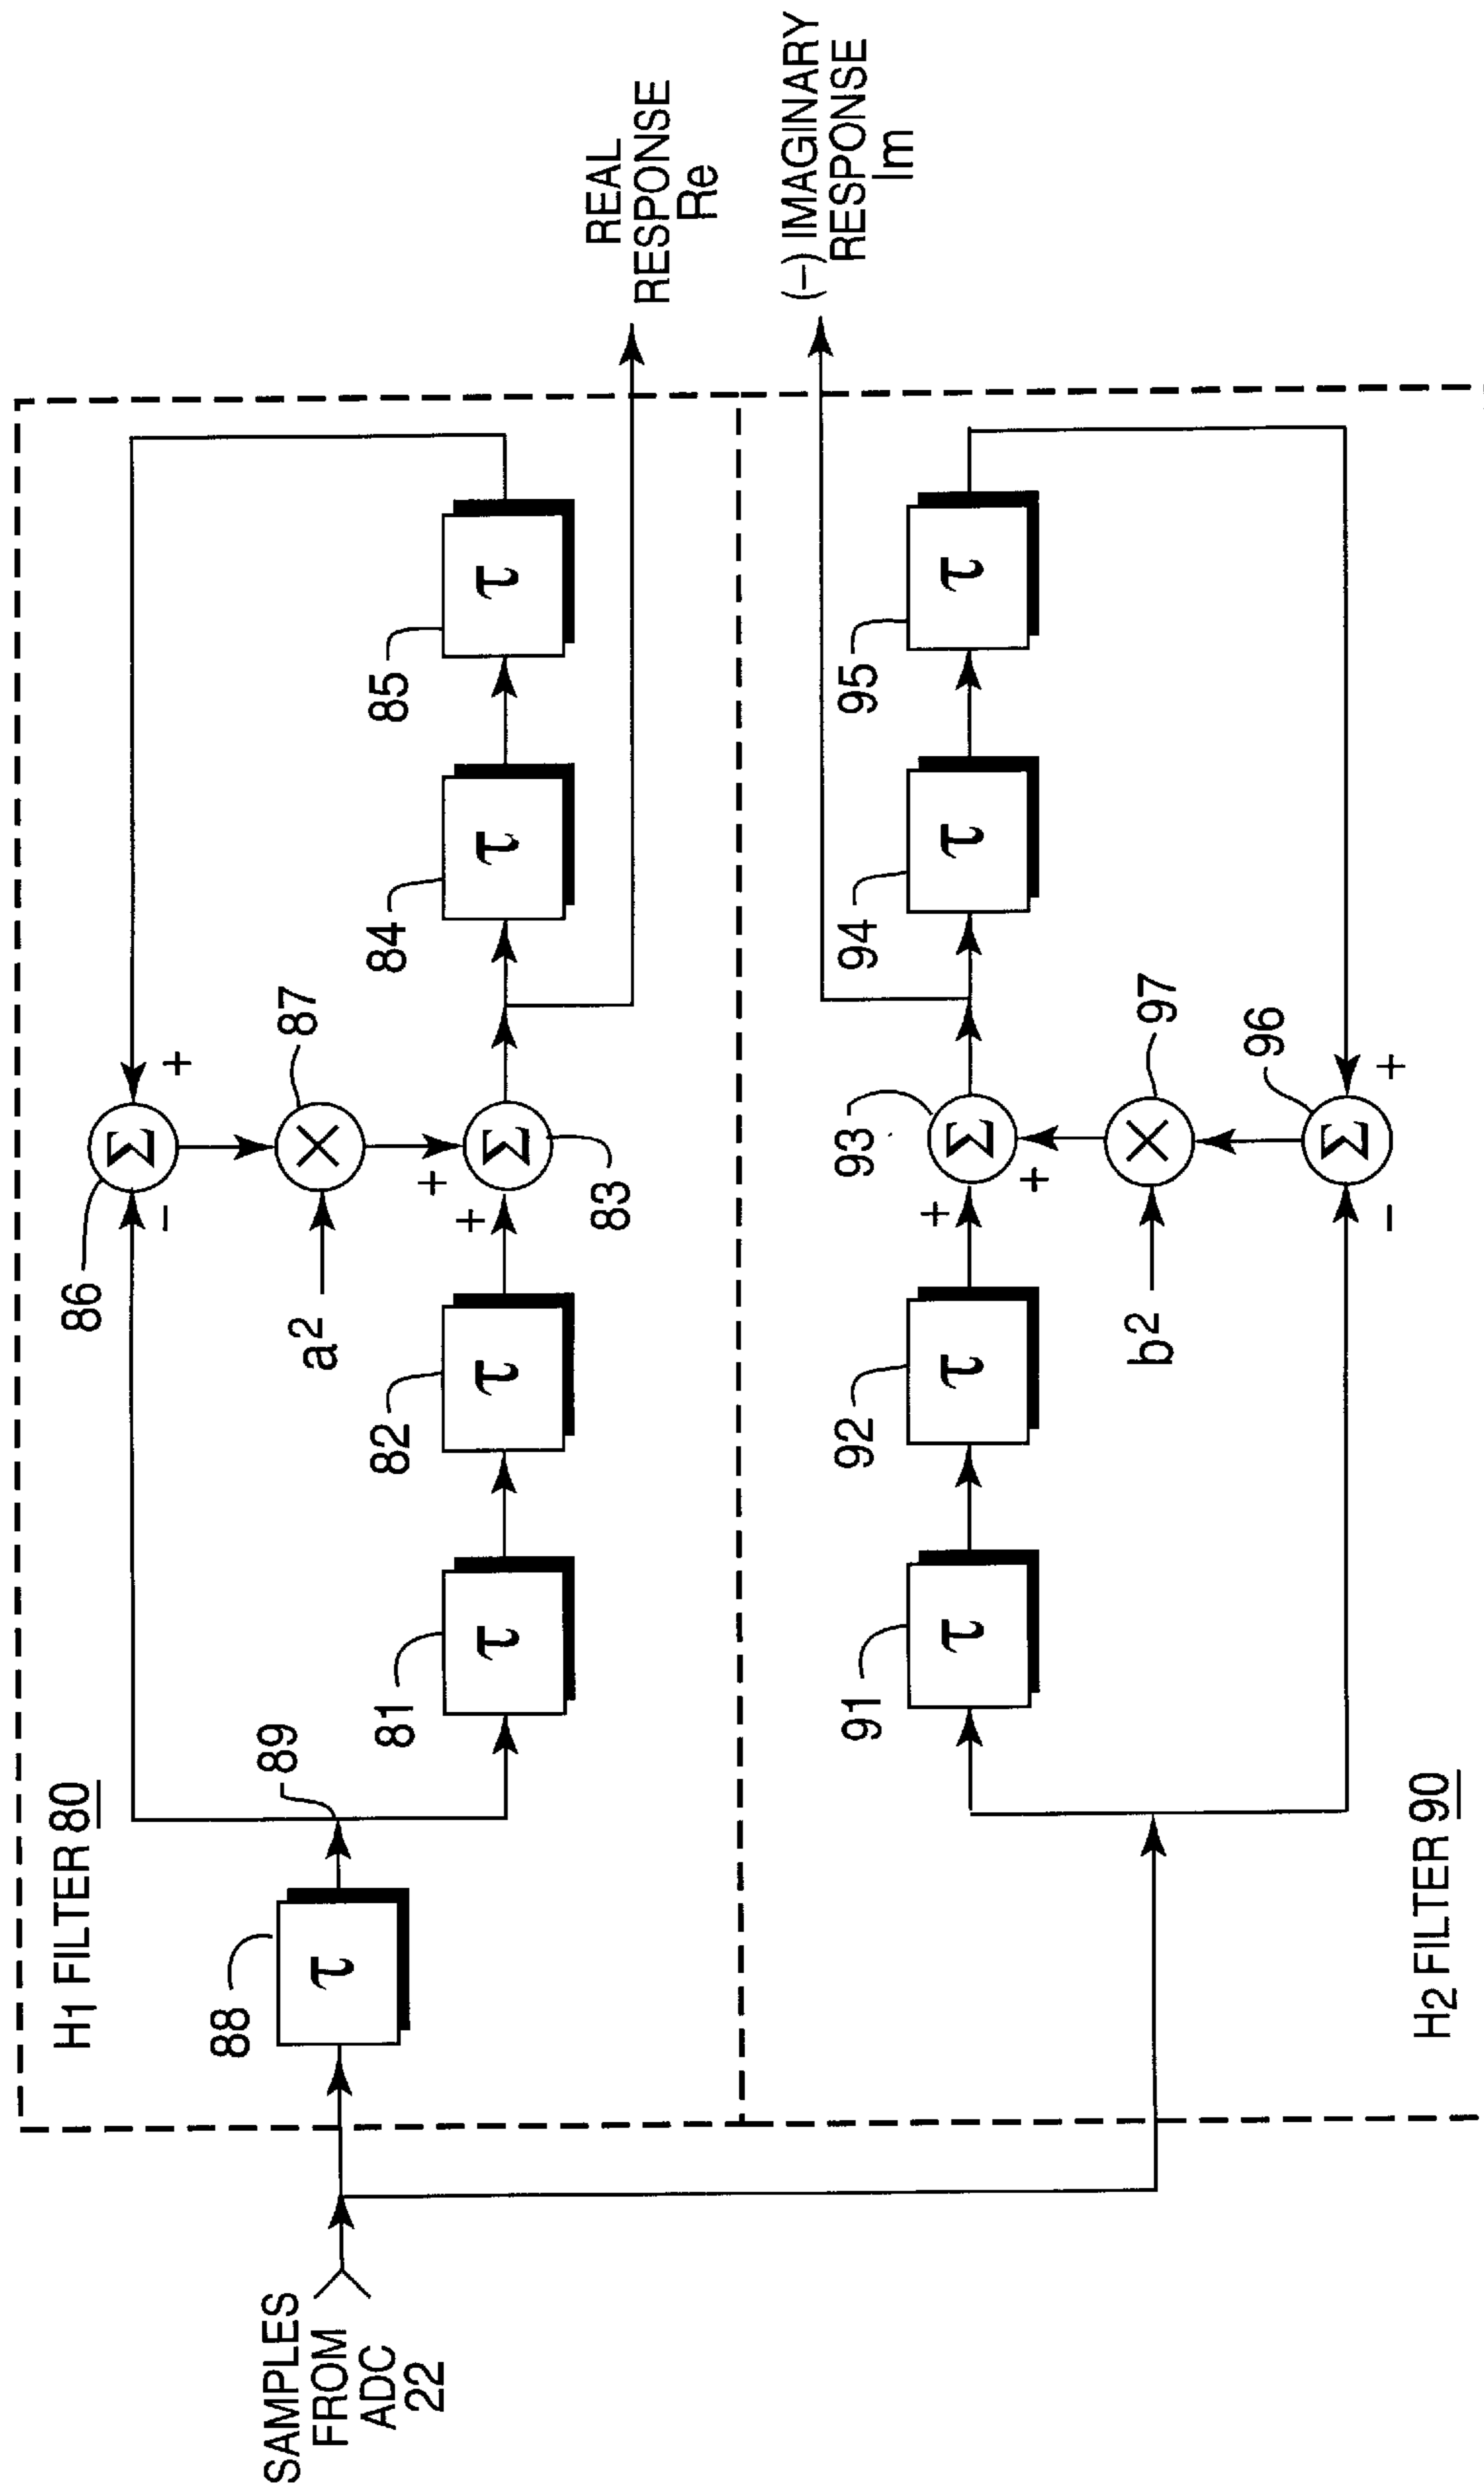 H1 FILTER 80
86
Σ
+
−
a²
×
87
88
τ
89
81
τ
82
τ
+
+
Σ
83
84
τ
85
τ
REAL
RESPONSE
Re
SAMPLES
FROM
ADC
22
(−) IMAGINARY
RESPONSE
Im
91
τ
92
τ
+
+
93
Σ
94
τ
95
τ
b²
×
97
96
Σ
+
−
H2 FILTER 90